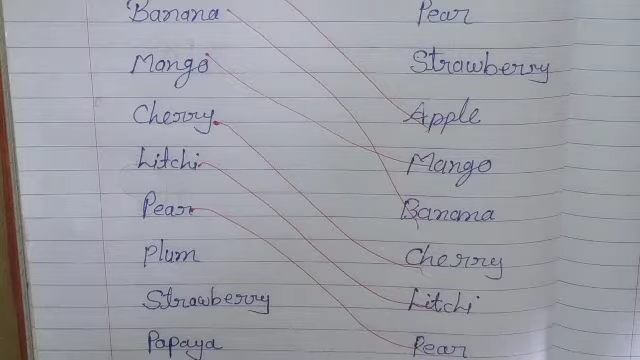 Banana Pear
Mango Strawberry
Cherry Apple
Litchi Mango
Pear Banana
Plum Cherry
Strawberry Litchi
Papaya Pear